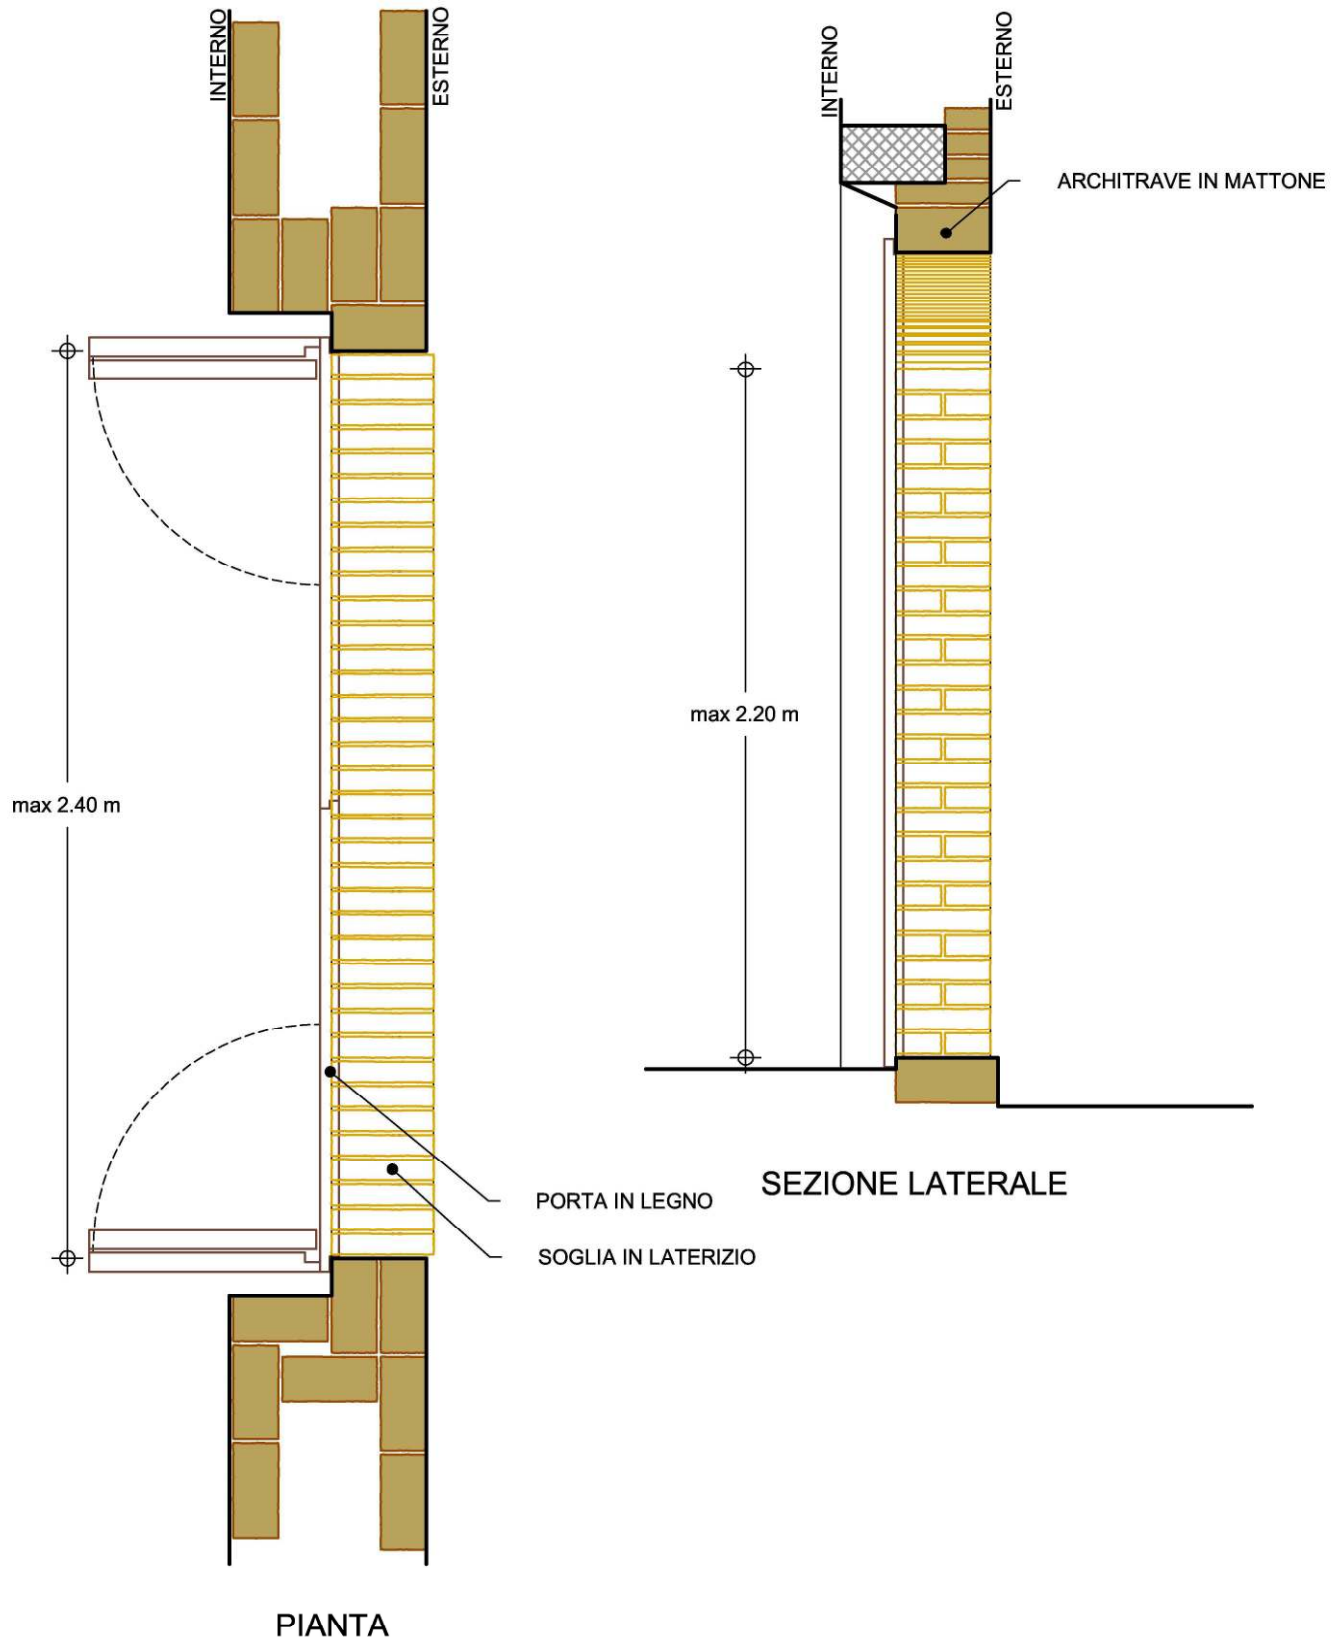 INTERNO
ESTERNO
INTERNO
ESTERNO
ARCHITRAVE IN MATTONE
max 2.20 m
max 2.40 m
SEZIONE LATERALE
PORTA IN LEGNO
SOGLIA IN LATERIZIO
PIANTA